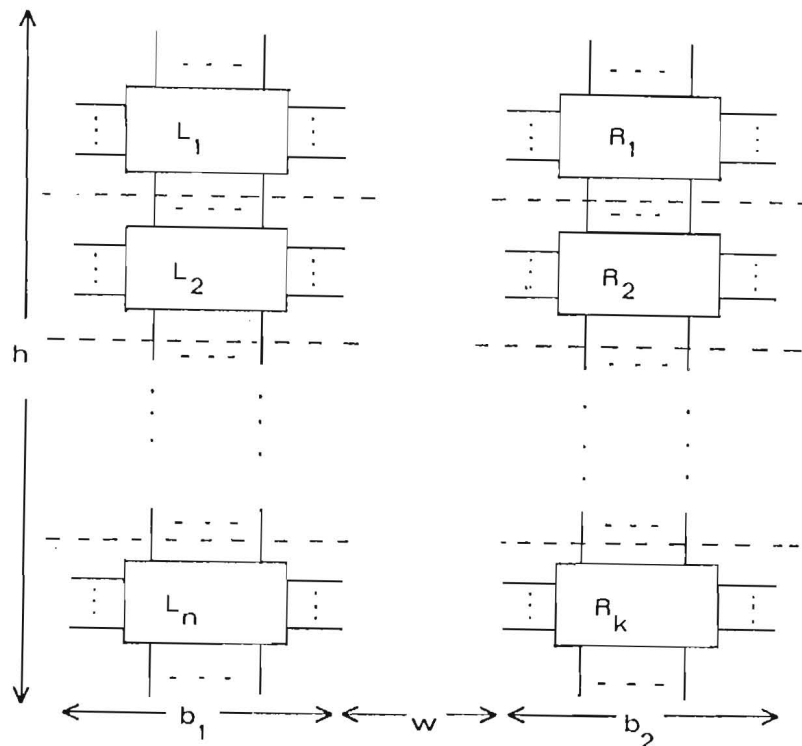 L₁ R₁
L₂ R₂
h
Lₙ Rₖ
b₁ w b₂